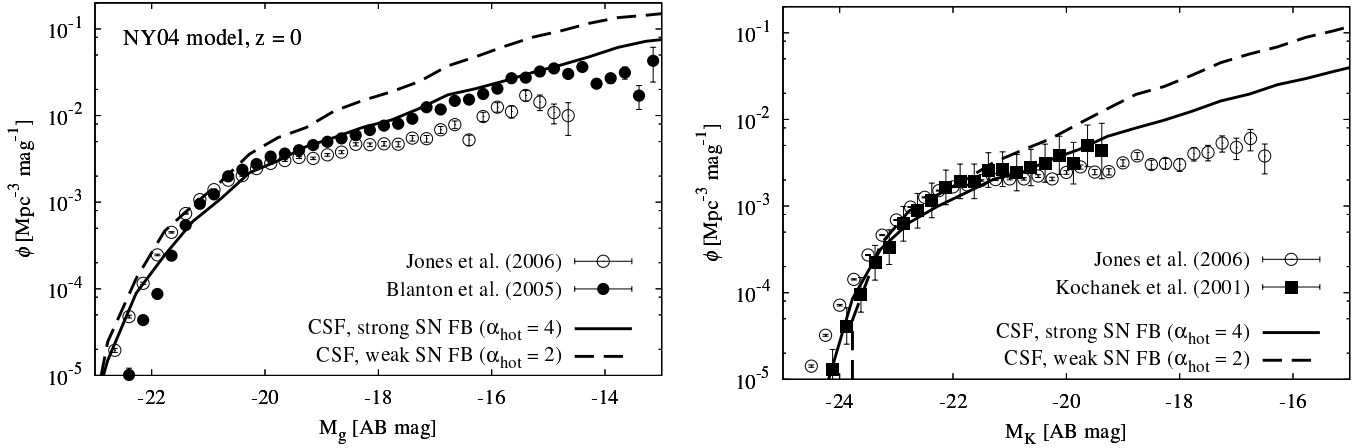 10⁻¹
10⁻²
10⁻³
10⁻⁴
10⁻⁵
ϕ [Mpc⁻³ mag⁻¹]
NY04 model, z = 0
Jones et al. (2006)
Blanton et al. (2005)
CSF, strong SN FB (α_hot = 4)
CSF, weak SN FB (α_hot = 2)
-22 -20 -18 -16 -14
M_g [AB mag]
10⁻¹
10⁻²
10⁻³
10⁻⁴
10⁻⁵
ϕ [Mpc⁻³ mag⁻¹]
Jones et al. (2006)
Kochanek et al. (2001)
CSF, strong SN FB (α_hot = 4)
CSF, weak SN FB (α_hot = 2)
-24 -22 -20 -18 -16
M_K [AB mag]